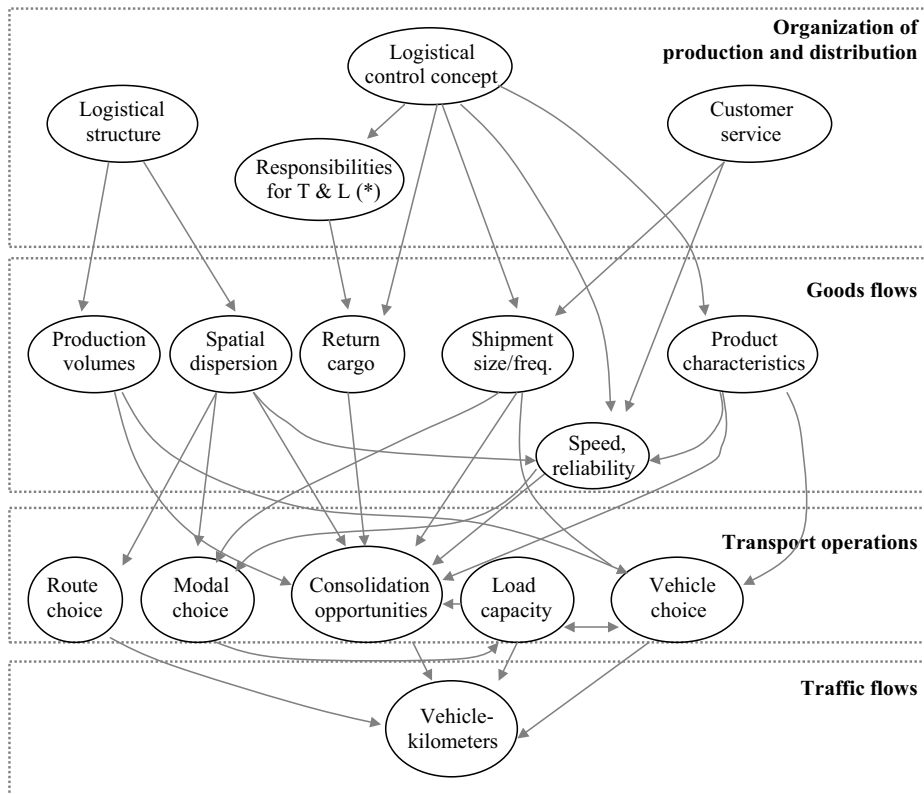 Organization of
production and distribution
Logistical
control concept
Logistical
structure
Customer
service
Responsibilities
for T & L (*)
Goods flows
Production
volumes
Spatial
dispersion
Return
cargo
Shipment
size/freq.
Product
characteristics
Speed,
reliability
Transport operations
Route
choice
Modal
choice
Consolidation
opportunities
Load
capacity
Vehicle
choice
Traffic flows
Vehicle-
kilometers